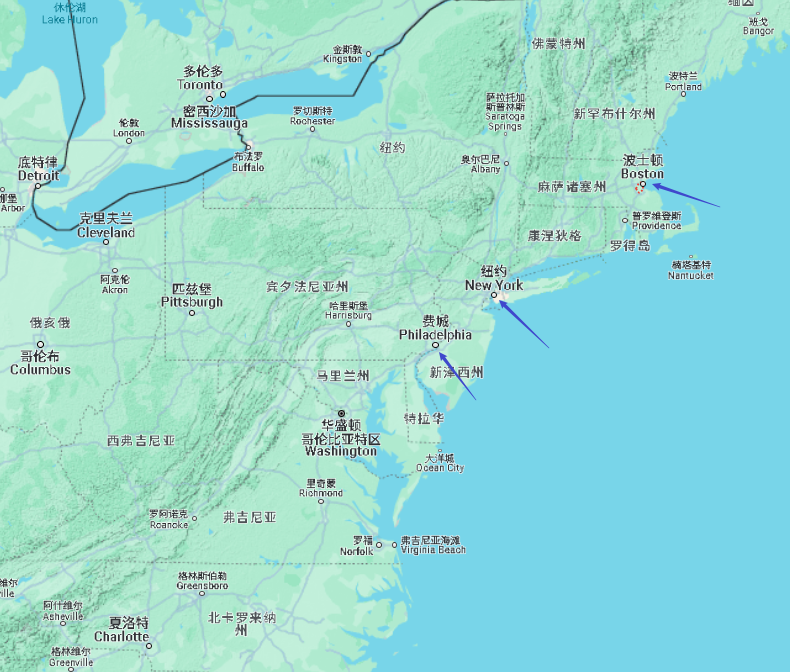 休伦湖
Lake Huron
缅因
班戈
Bangor
佛蒙特州
金斯敦
Kingston
多伦多
Toronto
波特兰
Portland
密西沙加
Mississauga
伦敦
London
罗切斯特
Rochester
萨拉托加
斯普林斯
Saratoga
Springs
新罕布什尔州
纽约
布法罗
Buffalo
奥尔巴尼
Albany
波士顿
Boston
底特律
Detroit
娜堡
Arbor
麻萨诸塞州
克里夫兰
Cleveland
普罗维登斯
Providence
康涅狄格
罗得岛
楠塔基特
Nantucket
阿克伦
Akron
匹兹堡
Pittsburgh
宾夕法尼亚州
纽约
New York
哈里斯堡
Harrisburg
俄亥俄
费城
Philadelphia
哥伦布
Columbus
马里兰州
新泽西州
华盛顿
哥伦比亚特区
Washington
特拉华
西弗吉尼亚
大洋城
Ocean City
里奇蒙
Richmond
罗阿诺克
Roanoke
弗吉尼亚
罗福
Norfolk
弗吉尼亚海滩
Virginia Beach
维尔
ville
格林斯伯勒
Greensboro
阿什维尔
Asheville
夏洛特
Charlotte
北卡罗来纳
州
格林维尔
Greenville